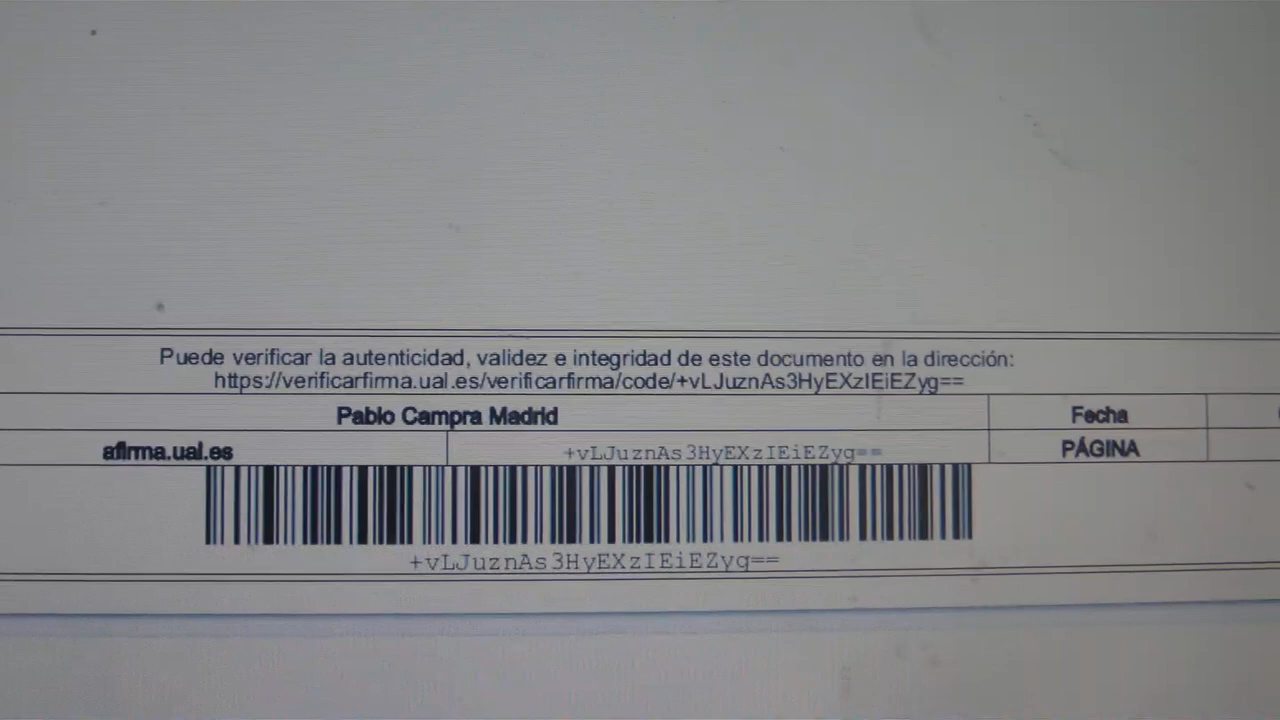 Puede verificar la autenticidad, validez e integridad de este documento en la dirección:
https://verificarfirma.ual.es/verificarfirma/code/+vLJuznAs3HyEXzIEiEZyg==
Pablo Campra Madrid Fecha
afirma.ual.es +vLJuznAs3HyEXzIEiEZyg== PÁGINA
+vLJuznAs3HyEXzIEiEZyg==